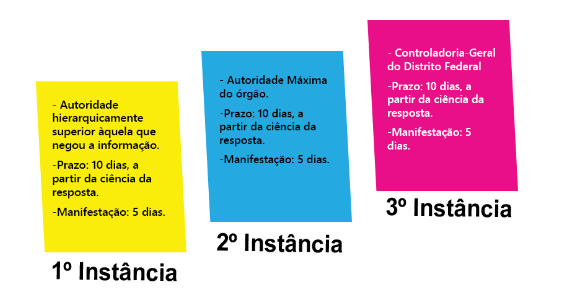 - Autoridade
hierarquicamente
superior àquela que
negou a informação.
-Prazo: 10 dias, a
partir da ciência da
resposta.
-Manifestação: 5 dias.
1º Instância
- Autoridade Máxima
do órgão.
-Prazo: 10 dias, a
partir da ciência da
resposta.
-Manifestação: 5 dias.
2º Instância
- Controladoria-Geral
do Distrito Federal
-Prazo: 10 dias, a
partir da ciência da
resposta.
-Manifestação: 5
dias.
3º Instância